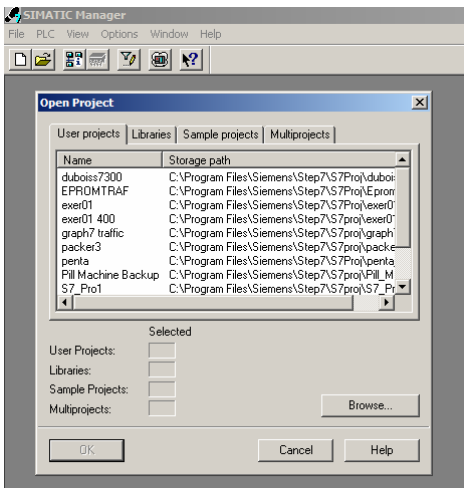 SIMATIC Manager
File PLC View Options Window Help
Open Project
User projects Libraries Sample projects Multiprojects
Name Storage path
duboiss7300 C:\Program Files\Siemens\Step7\S7Proj\duboi
EPROMTRAF C:\Program Files\Siemens\Step7\S7Proj\Epron
exer01 C:\Program Files\Siemens\Step7\S7Proj\exer0
exer01 400 C:\Program Files\Siemens\Step7\S7proj\exer0
graph7 traffic C:\Program Files\Siemens\Step7\S7proj\graph
packer3 C:\Program Files\Siemens\Step7\S7proj\packe
penta C:\Program Files\Siemens\Step7\S7Proj\penta
Pill Machine Backup C:\Program Files\Siemens\Step7\S7proj\Pill_M
S7_Pro1 C:\Program Files\Siemens\Step7\S7proj\S7_Pr
Selected
User Projects:
Libraries:
Sample Projects:
Multiprojects:
Browse...
OK Cancel Help